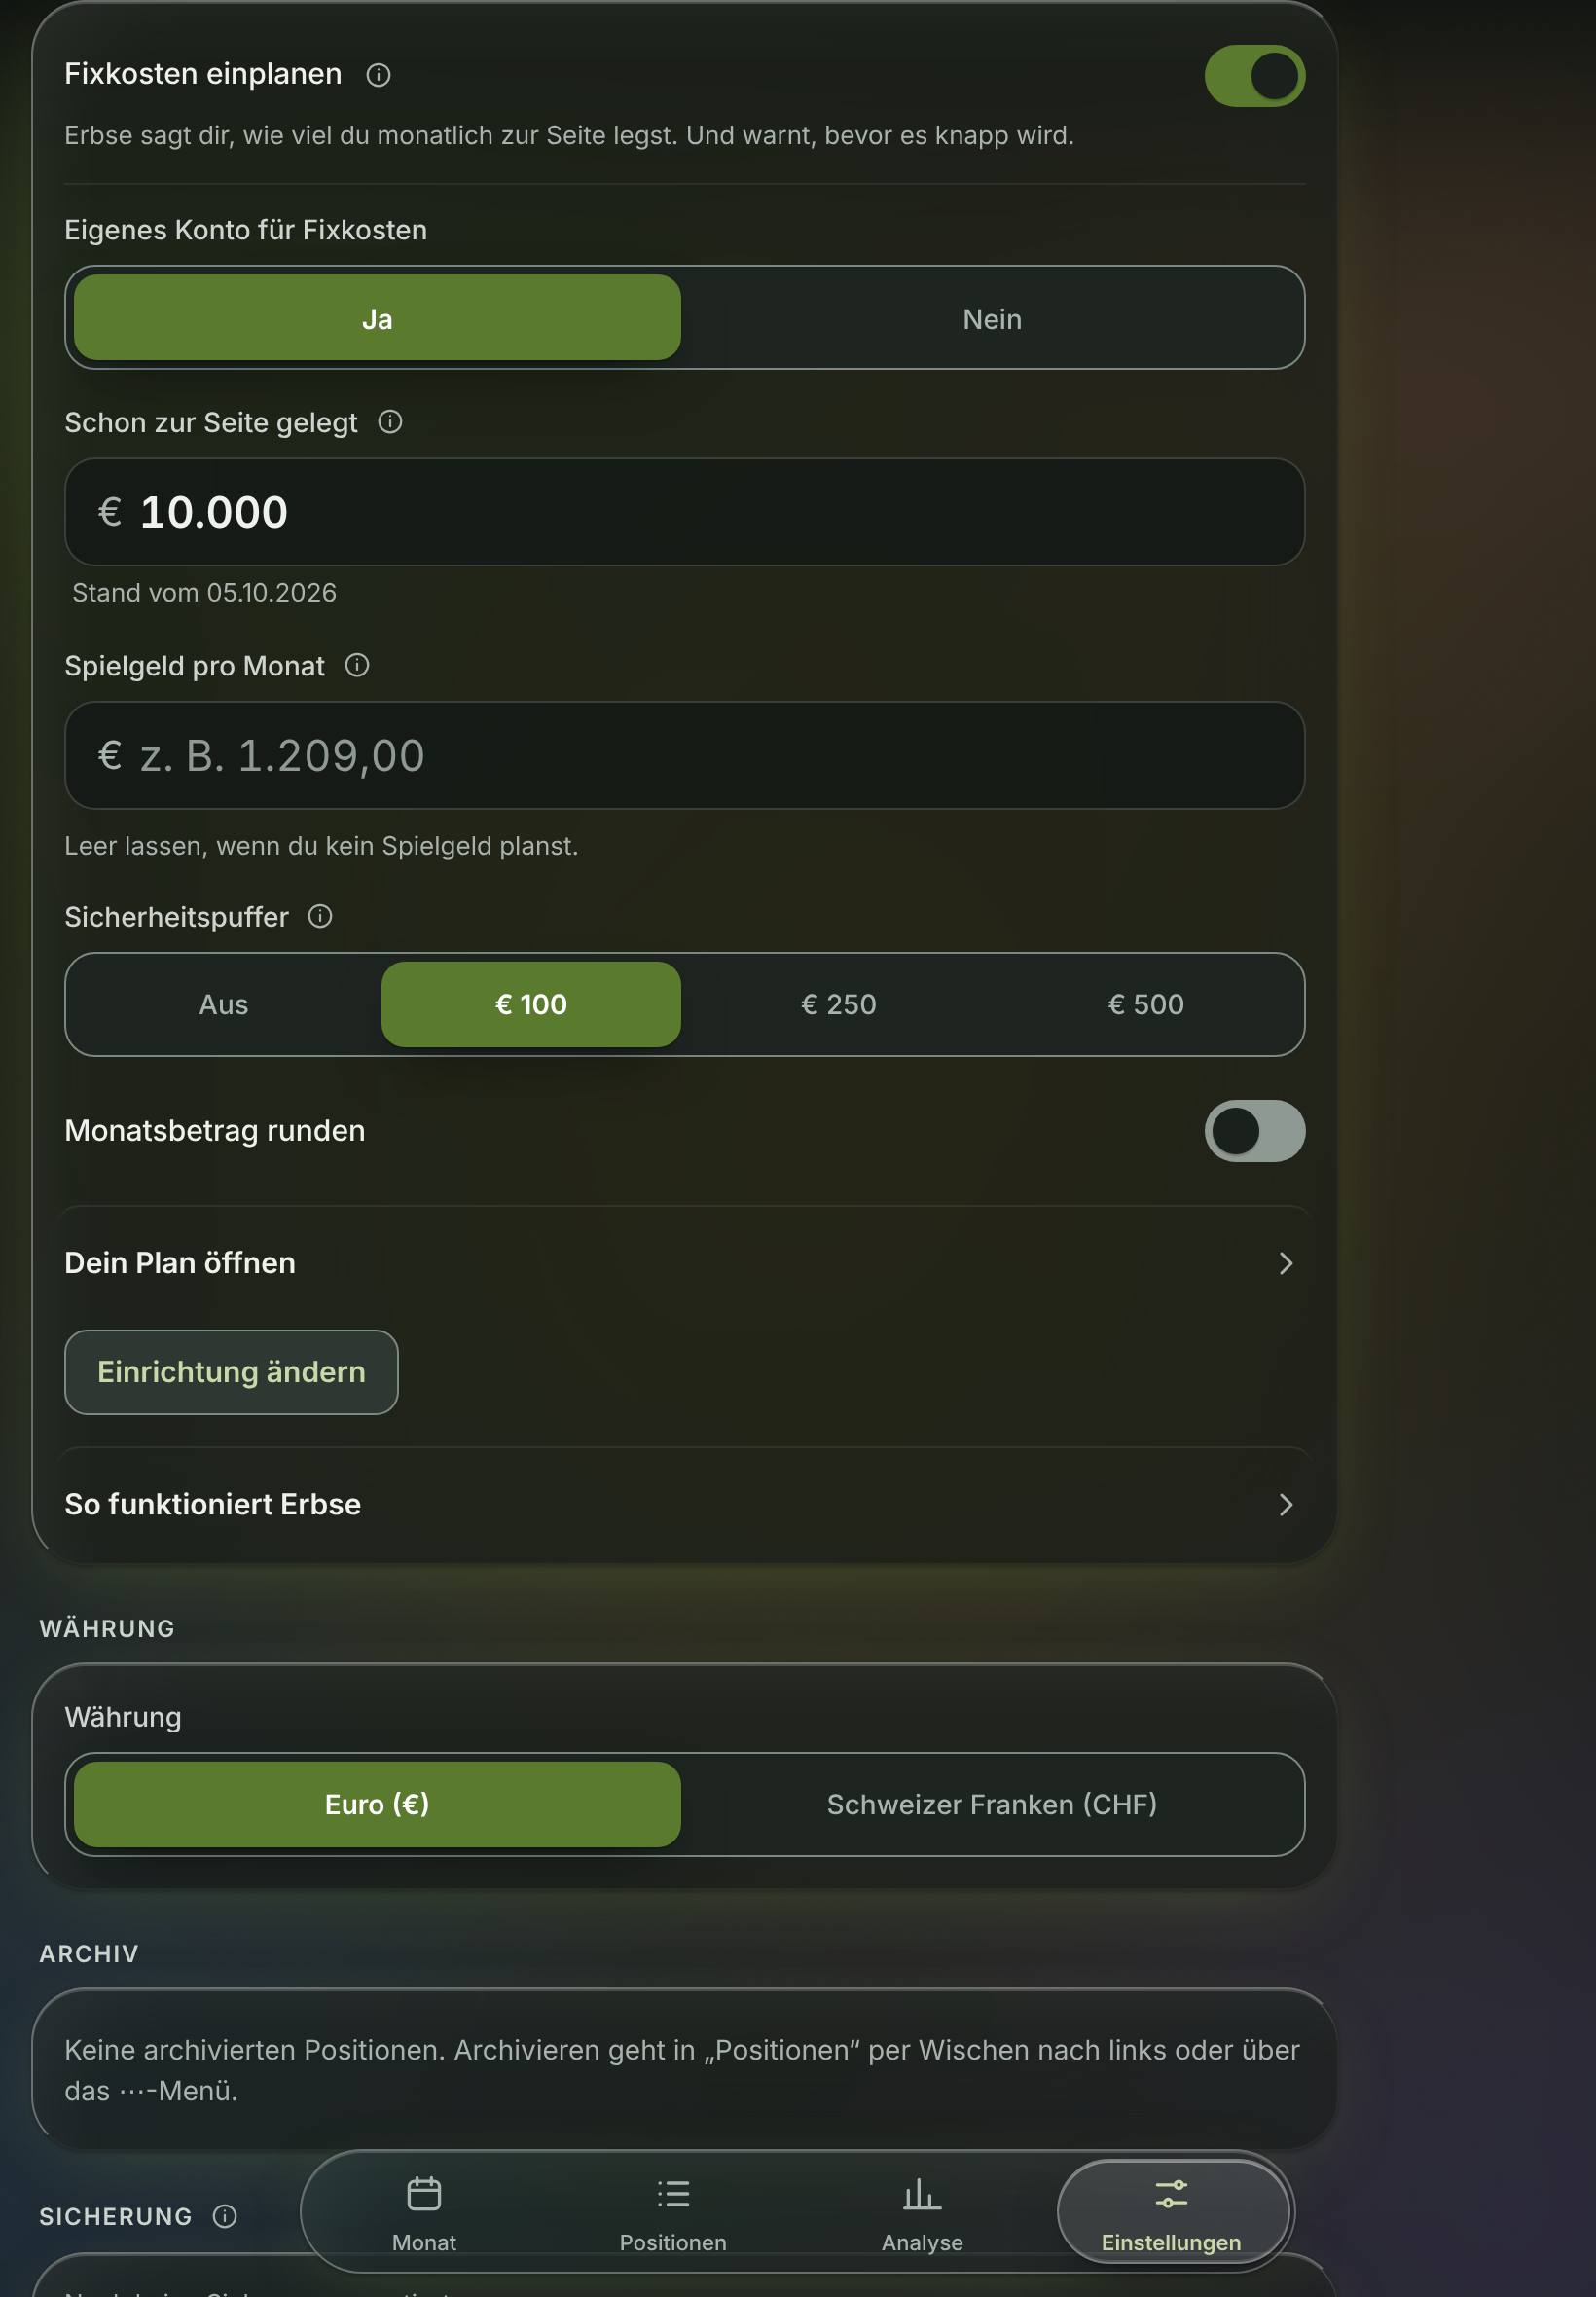 Fixkosten einplanen
Erbse sagt dir, wie viel du monatlich zur Seite legst. Und warnt, bevor es knapp wird.
Eigenes Konto für Fixkosten
Ja Nein
Schon zur Seite gelegt
€ 10.000
Stand vom 05.10.2026
Spielgeld pro Monat
€ z. B. 1.209,00
Leer lassen, wenn du kein Spielgeld planst.
Sicherheitspuffer
Aus € 100 € 250 € 500
Monatsbetrag runden
Dein Plan öffnen
Einrichtung ändern
So funktioniert Erbse
WÄHRUNG
Währung
Euro (€) Schweizer Franken (CHF)
ARCHIV
Keine archivierten Positionen. Archivieren geht in „Positionen“ per Wischen nach links oder über
das ···-Menü.
SICHERUNG
Monat Positionen Analyse Einstellungen